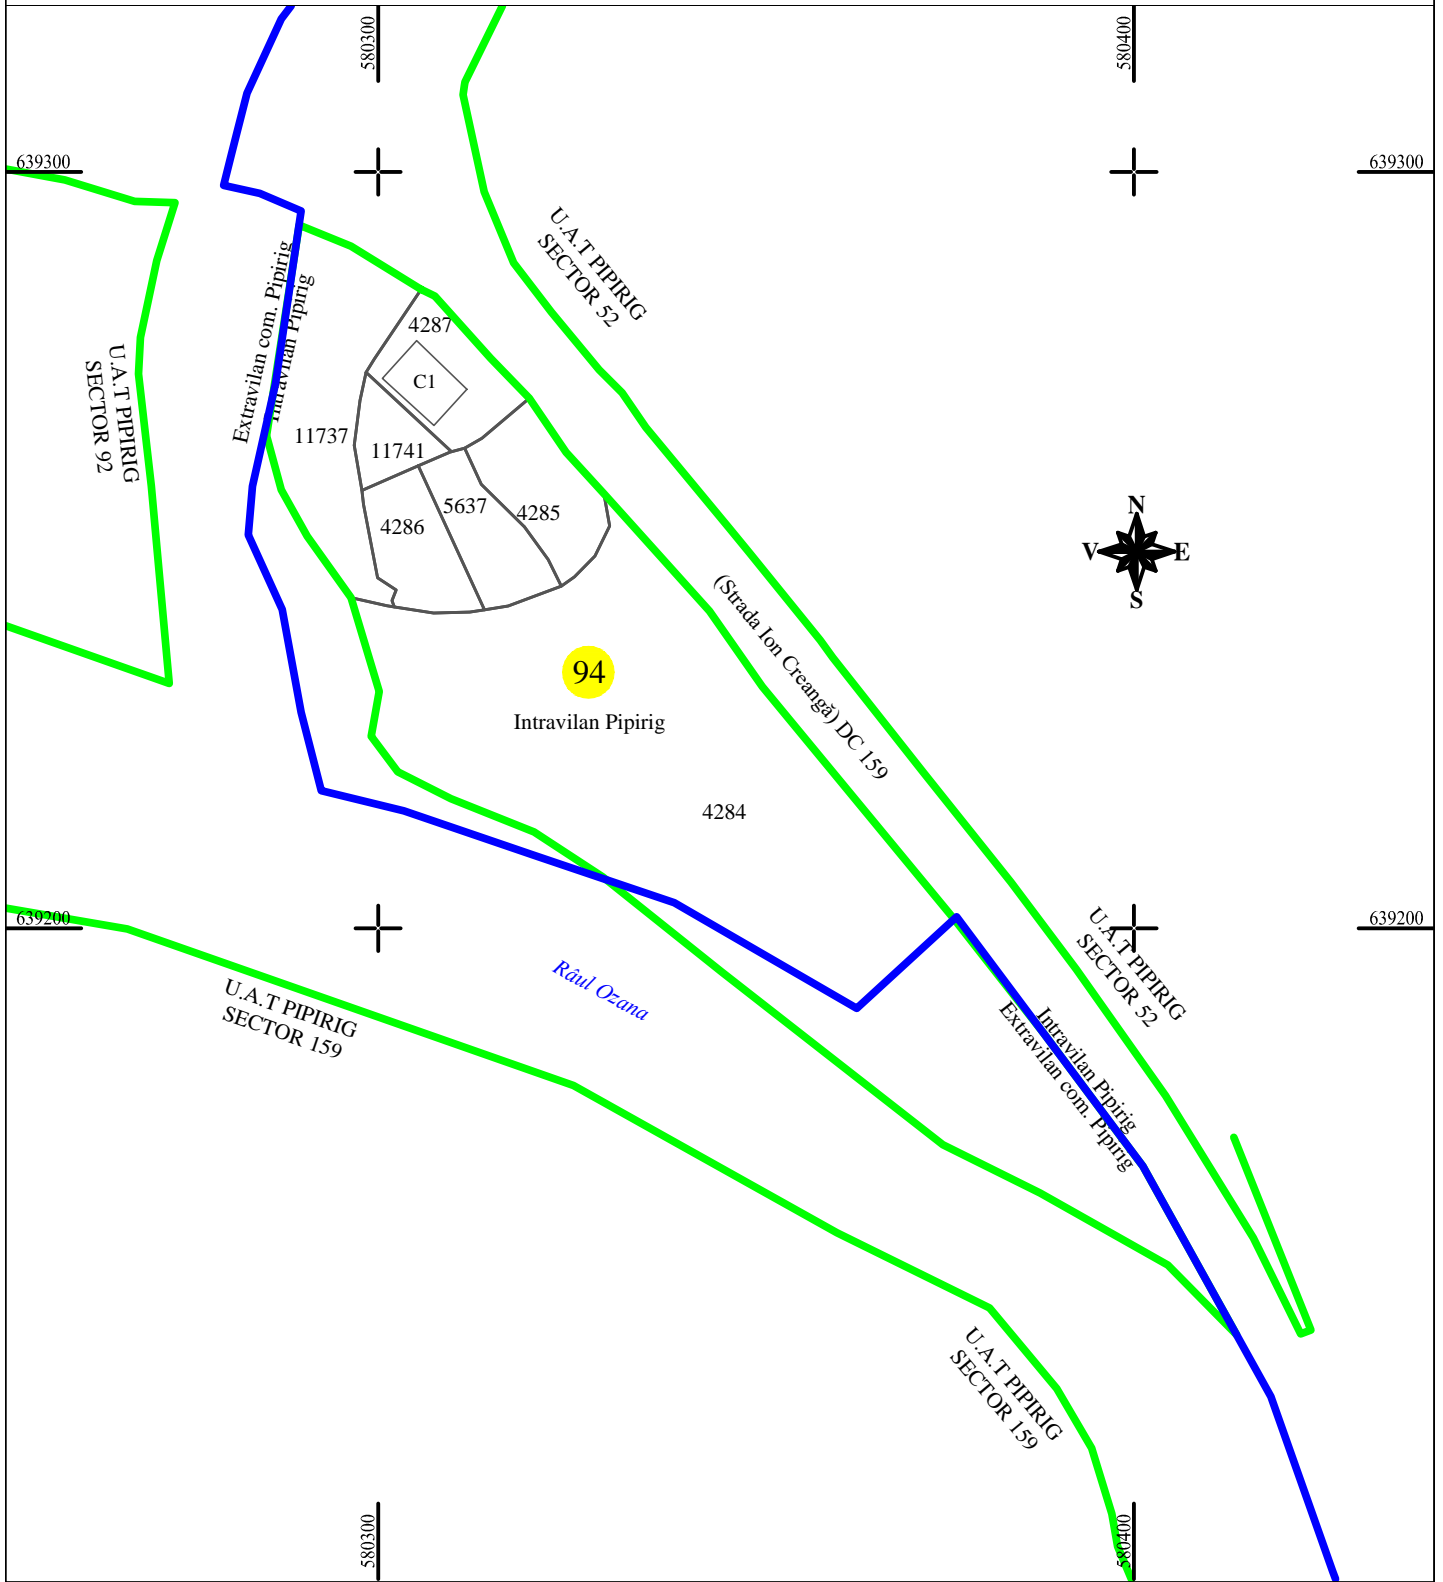 580300
580400
639300
639300
U.A.T PIPIRIG
SECTOR 52
Extravilan com. Pipirig
Intravilan Pipirig
4287
C1
U.A.T PIPIRIG
SECTOR 92
11737
11741
4286
5637
4285
N
V
E
S
(Strada Ion Creangă) DC 159
94
Intravilan Pipirig
4284
639200
639200
U.A.T PIPIRIG
SECTOR 52
Râul Ozana
U.A.T PIPIRIG
SECTOR 159
Intravilan Pipirig
Extravilan com. Pipirig
U.A.T PIPIRIG
SECTOR 159
580300
580400